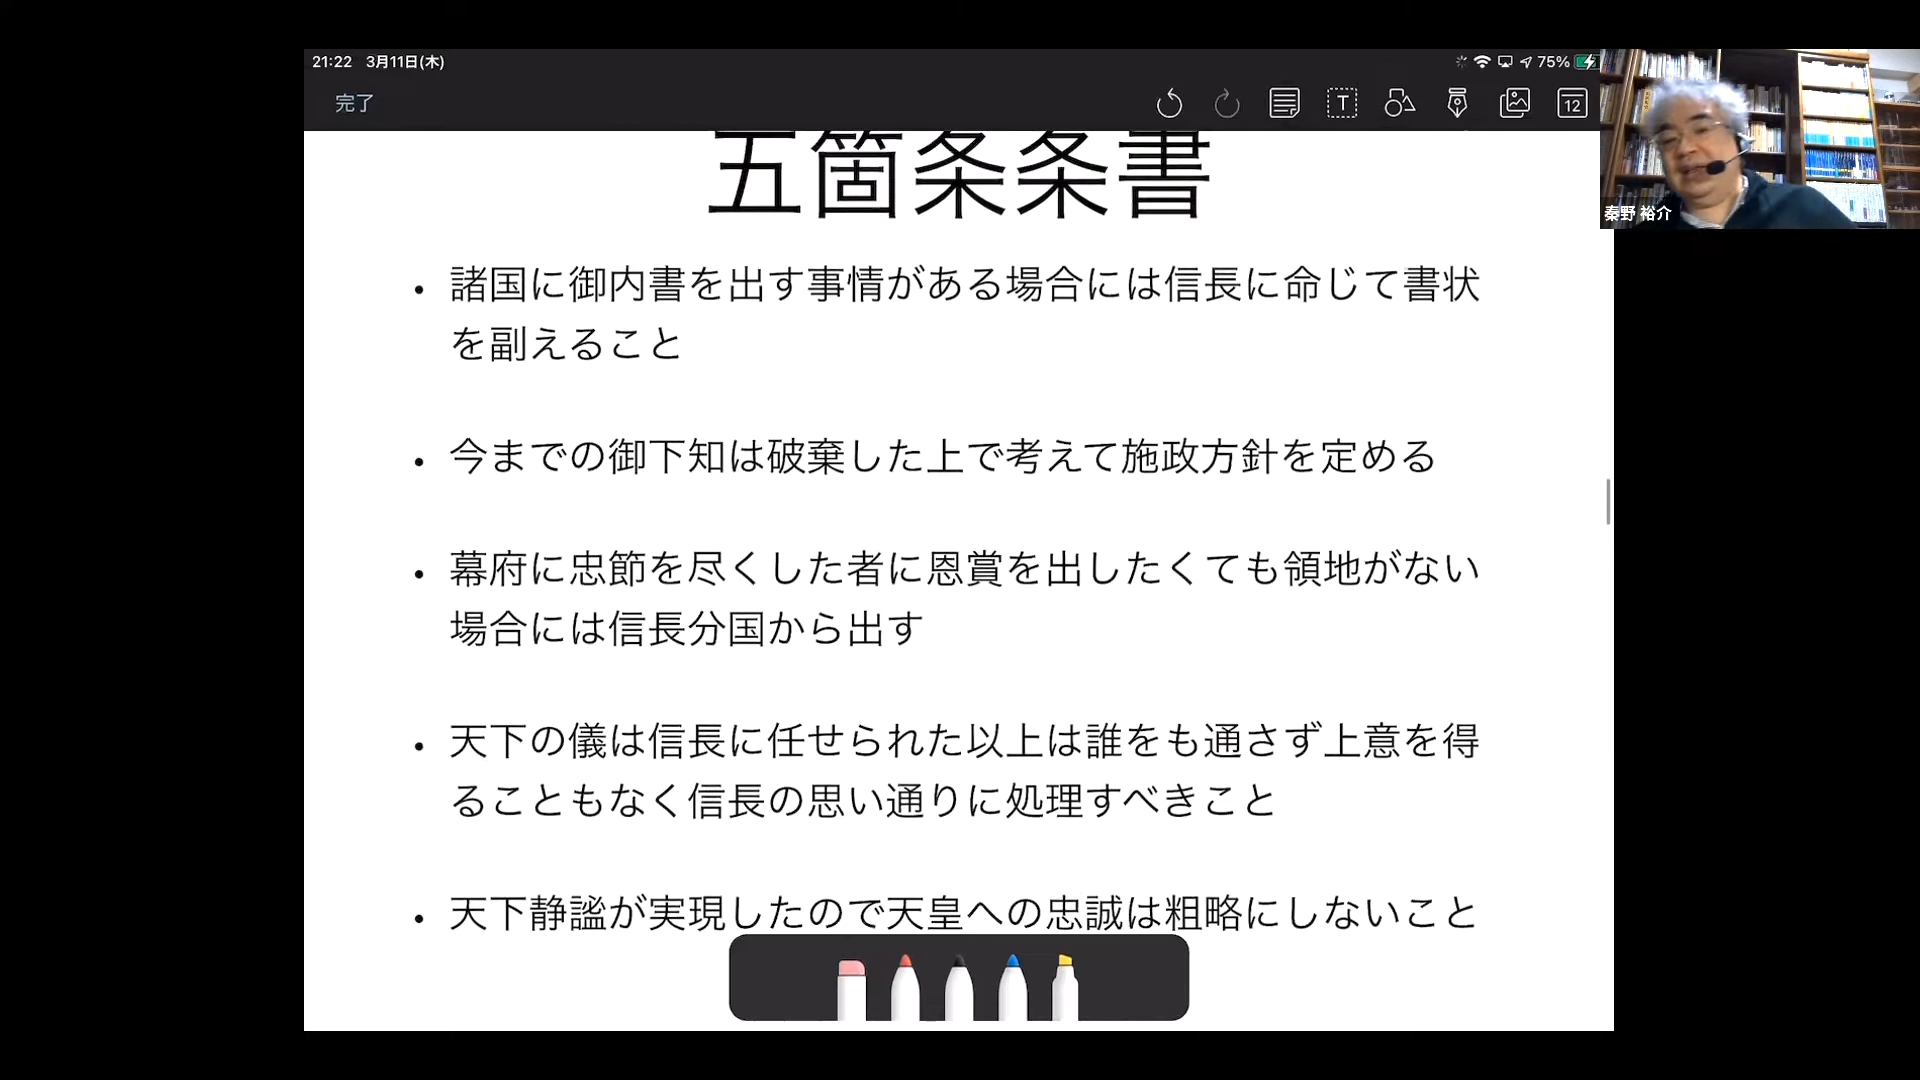 21:22 3月11日(木)
75%
完了
T
12
秦野 裕介
五箇条条書
• 諸国に御内書を出す事情がある場合には信長に命じて書状
を副えること
• 今までの御下知は破棄した上で考えて施政方針を定める
• 幕府に忠節を尽くした者に恩賞を出したくても領地がない
場合には信長分国から出す
• 天下の儀は信長に任せられた以上は誰をも通さず上意を得
ることもなく信長の思い通りに処理すべきこと
• 天下静謐が実現したので天皇への忠誠は粗略にしないこと